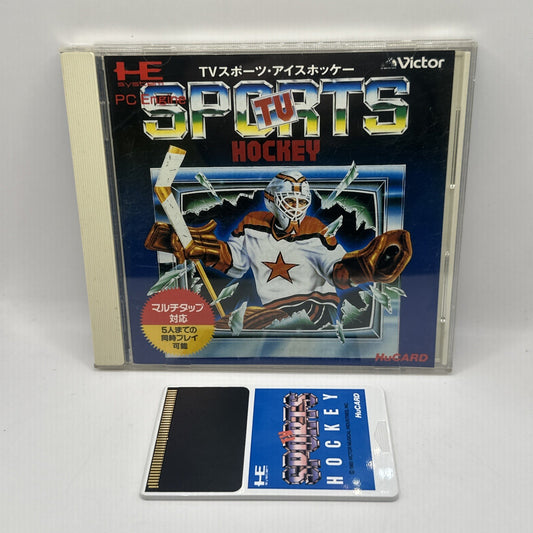 HE
SYSTEM
PC Engine
TVスポーツ・アイスホッケー
Victor
TV
SPORTS
HOCKEY
マルチタップ
対応
5人までの
同時プレイ
可能
HuCARD
HE
SYSTEM
TV
SPORTS
HOCKEY
HuCARD